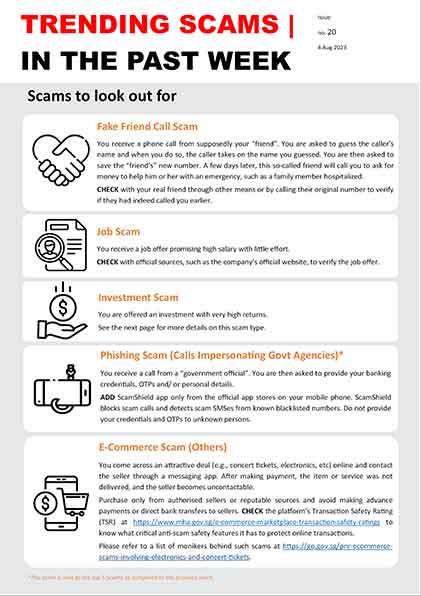 TRENDING SCAMS |
IN THE PAST WEEK
Issue
no. 20
4 Aug 2023
Scams to look out for
Fake Friend Call Scam
You receive a phone call from supposedly your “friend”. You are asked to guess the caller’s
name and when you do so, the caller takes on the name you guessed. You are then asked to
save the “friend’s” new number. A few days later, this so-called friend will call you to ask for
money to help him or her with an emergency, such as a family member hospitalized.
CHECK with your real friend through other means or by calling their original number to verify
if they had indeed called you earlier.
Job Scam
You receive a job offer promising high salary with little effort.
CHECK with official sources, such as the company’s official website, to verify the job offer.
Investment Scam
You are offered an investment with very high returns.
See the next page for more details on this scam type.
Phishing Scam (Calls Impersonating Govt Agencies)*
You receive a call from a “government official”. You are then asked to provide your banking
credentials, OTPs and/ or personal details.
ADD ScamShield app only from the official app stores on your mobile phone. ScamShield
blocks scam calls and detects scam SMSes from known blacklisted numbers. Do not provide
your credentials and OTPs to unknown persons.
E-Commerce Scam (Others)
You come across an attractive deal (e.g., concert tickets, electronics, etc) online and contact
the seller through a messaging app. After making payment, the item or service was not
delivered, and the seller becomes uncontactable.
Purchase only from authorised sellers or reputable sources and avoid making advance
payments or direct bank transfers to sellers. CHECK the platform’s Transaction Safety Rating
(TSR) at https://www.mha.gov.sg/e-commerce-marketplace-transaction-safety-ratings to
know what critical anti-scam safety features it has to protect online transactions.
Please refer to a list of monikers behind such scams at https://go.gov.sg/pnr-ecommerce-
scams-involving-electronics-and-concert-tickets.
*This scam is new to the top 5 scams as compared to the previous week.